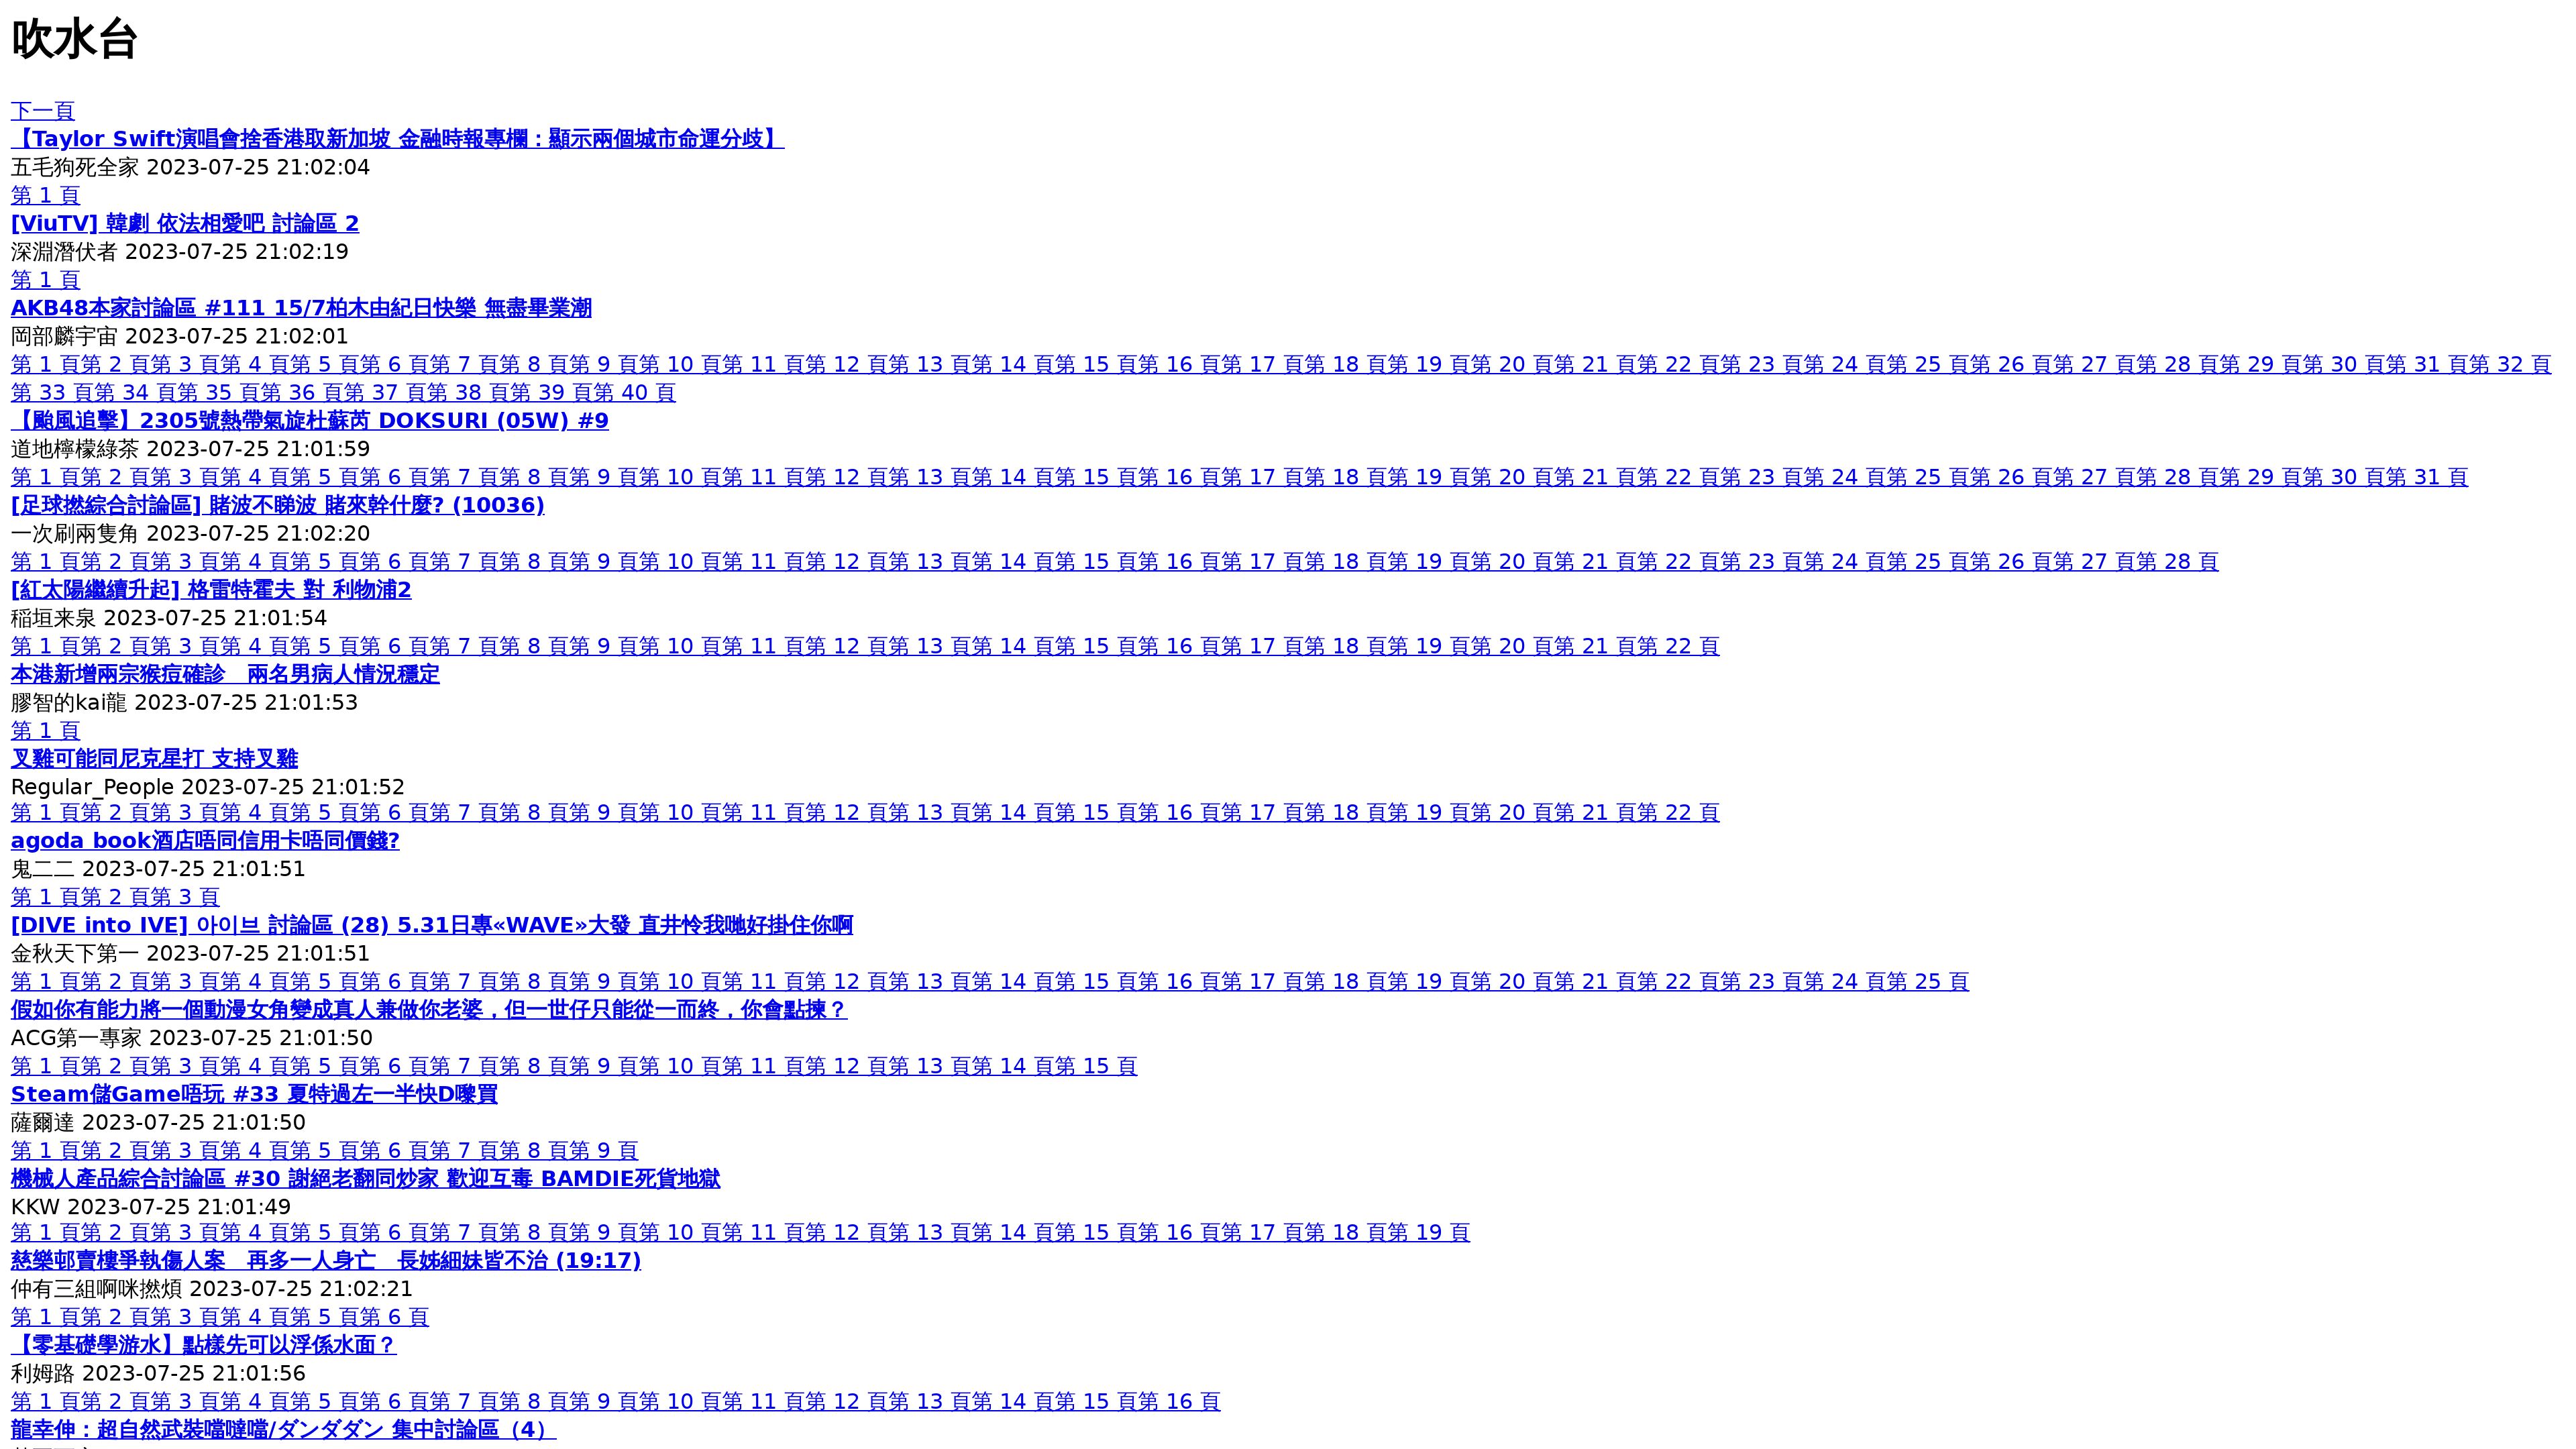 吹水台
下一頁
【Taylor Swift演唱會捨香港取新加坡 金融時報專欄：顯示兩個城市命運分歧】
五毛狗死全家 2023-07-25 21:02:04
第 1 頁
[ViuTV] 韓劇 依法相愛吧 討論區 2
深淵潛伏者 2023-07-25 21:02:19
第 1 頁
AKB48本家討論區 #111 15/7柏木由紀日快樂 無盡畢業潮
岡部麟宇宙 2023-07-25 21:02:01
第 1 頁第 2 頁第 3 頁第 4 頁第 5 頁第 6 頁第 7 頁第 8 頁第 9 頁第 10 頁第 11 頁第 12 頁第 13 頁第 14 頁第 15 頁第 16 頁第 17 頁第 18 頁第 19 頁第 20 頁第 21 頁第 22 頁第 23 頁第 24 頁第 25 頁第 26 頁第 27 頁第 28 頁第 29 頁第 30 頁第 31 頁第 32 頁
第 33 頁第 34 頁第 35 頁第 36 頁第 37 頁第 38 頁第 39 頁第 40 頁
【颱風追擊】2305號熱帶氣旋杜蘇芮 DOKSURI (05W) #9
道地檸檬綠茶 2023-07-25 21:01:59
第 1 頁第 2 頁第 3 頁第 4 頁第 5 頁第 6 頁第 7 頁第 8 頁第 9 頁第 10 頁第 11 頁第 12 頁第 13 頁第 14 頁第 15 頁第 16 頁第 17 頁第 18 頁第 19 頁第 20 頁第 21 頁第 22 頁第 23 頁第 24 頁第 25 頁第 26 頁第 27 頁第 28 頁第 29 頁第 30 頁第 31 頁
[足球撚綜合討論區] 賭波不睇波 賭來幹什麼? (10036)
一次刷兩隻角 2023-07-25 21:02:20
第 1 頁第 2 頁第 3 頁第 4 頁第 5 頁第 6 頁第 7 頁第 8 頁第 9 頁第 10 頁第 11 頁第 12 頁第 13 頁第 14 頁第 15 頁第 16 頁第 17 頁第 18 頁第 19 頁第 20 頁第 21 頁第 22 頁第 23 頁第 24 頁第 25 頁第 26 頁第 27 頁第 28 頁
[紅太陽繼續升起] 格雷特霍夫 對 利物浦2
稲垣来泉 2023-07-25 21:01:54
第 1 頁第 2 頁第 3 頁第 4 頁第 5 頁第 6 頁第 7 頁第 8 頁第 9 頁第 10 頁第 11 頁第 12 頁第 13 頁第 14 頁第 15 頁第 16 頁第 17 頁第 18 頁第 19 頁第 20 頁第 21 頁第 22 頁
本港新增兩宗猴痘確診　兩名男病人情況穩定
膠智的kai龍 2023-07-25 21:01:53
第 1 頁
叉雞可能同尼克星打 支持叉雞
Regular_People 2023-07-25 21:01:52
第 1 頁第 2 頁第 3 頁第 4 頁第 5 頁第 6 頁第 7 頁第 8 頁第 9 頁第 10 頁第 11 頁第 12 頁第 13 頁第 14 頁第 15 頁第 16 頁第 17 頁第 18 頁第 19 頁第 20 頁第 21 頁第 22 頁
agoda book酒店唔同信用卡唔同價錢?
鬼二二 2023-07-25 21:01:51
第 1 頁第 2 頁第 3 頁
[DIVE into IVE] 아이브 討論區 (28) 5.31日專«WAVE»大發 直井怜我哋好掛住你啊
金秋天下第一 2023-07-25 21:01:51
第 1 頁第 2 頁第 3 頁第 4 頁第 5 頁第 6 頁第 7 頁第 8 頁第 9 頁第 10 頁第 11 頁第 12 頁第 13 頁第 14 頁第 15 頁第 16 頁第 17 頁第 18 頁第 19 頁第 20 頁第 21 頁第 22 頁第 23 頁第 24 頁第 25 頁
假如你有能力將一個動漫女角變成真人兼做你老婆，但一世仔只能從一而終，你會點揀？
ACG第一專家 2023-07-25 21:01:50
第 1 頁第 2 頁第 3 頁第 4 頁第 5 頁第 6 頁第 7 頁第 8 頁第 9 頁第 10 頁第 11 頁第 12 頁第 13 頁第 14 頁第 15 頁
Steam儲Game唔玩 #33 夏特過左一半快D嚟買
薩爾達 2023-07-25 21:01:50
第 1 頁第 2 頁第 3 頁第 4 頁第 5 頁第 6 頁第 7 頁第 8 頁第 9 頁
機械人產品綜合討論區 #30 謝絕老翻同炒家 歡迎互毒 BAMDIE死貨地獄
KKW 2023-07-25 21:01:49
第 1 頁第 2 頁第 3 頁第 4 頁第 5 頁第 6 頁第 7 頁第 8 頁第 9 頁第 10 頁第 11 頁第 12 頁第 13 頁第 14 頁第 15 頁第 16 頁第 17 頁第 18 頁第 19 頁
慈樂邨賣樓爭執傷人案　再多一人身亡　長姊細妹皆不治 (19:17)
仲有三組啊咪撚煩 2023-07-25 21:02:21
第 1 頁第 2 頁第 3 頁第 4 頁第 5 頁第 6 頁
【零基礎學游水】點樣先可以浮係水面？
利姆路 2023-07-25 21:01:56
第 1 頁第 2 頁第 3 頁第 4 頁第 5 頁第 6 頁第 7 頁第 8 頁第 9 頁第 10 頁第 11 頁第 12 頁第 13 頁第 14 頁第 15 頁第 16 頁
龍幸伸：超自然武裝噹噠噹/ダンダダン 集中討論區（4）